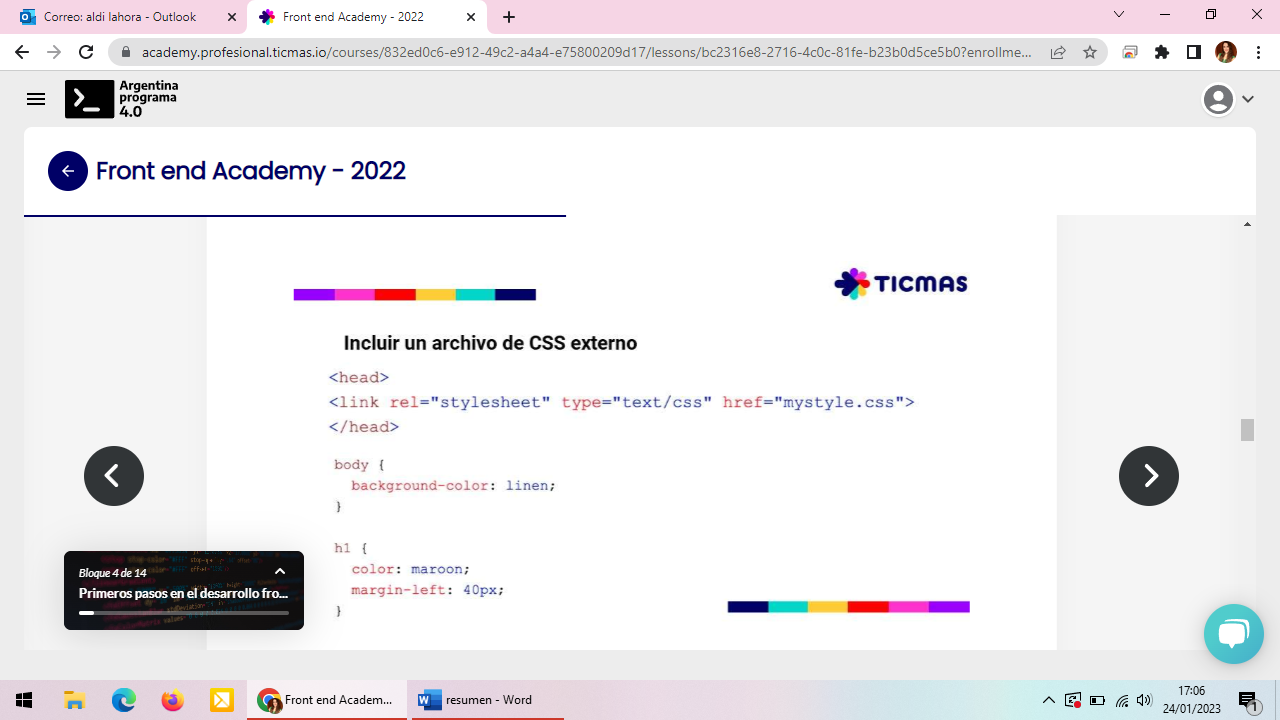 Correo: aldi lahora - Outlook
Front end Academy - 2022
academy.profesional.ticmas.io/courses/832ed0c6-e912-49c2-a4a4-e75800209d17/lessons/bc2316e8-2716-4c0c-81fe-b23b0d5ce5b0?enrollme...
Argentina
programa
4.0
Front end Academy - 2022
TICMAS
Incluir un archivo de CSS externo
<head>
<link rel="stylesheet" type="text/css" href="mystyle.css">
</head>
body {
background-color: linen;
}
h1 {
color: maroon;
margin-left: 40px;
}
Bloque 4 de 14
Primeros pasos en el desarrollo fro...
Front end Academ...
resumen - Word
17:06
24/01/2023
1